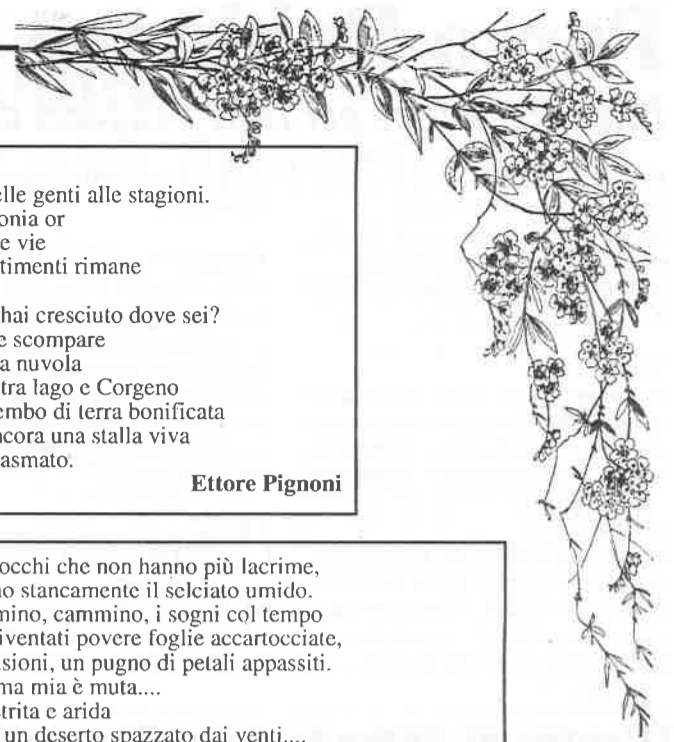 elle genti alle stagioni.
onia or
e vie
timenti rimane
hai cresciuto dove sei?
e scompare
a nuvola
tra lago e Corgeno
embo di terra bonificata
ncora una stalla viva
asmato.
Ettore Pignoni
occhi che non hanno più lacrime,
no stancamente il selciato umido.
mino, cammino, i sogni col tempo
iventati povere foglie accartocciate,
sioni, un pugno di petali appassiti.
ma mia è muta....
strita e arida
un deserto spazzato dai venti....